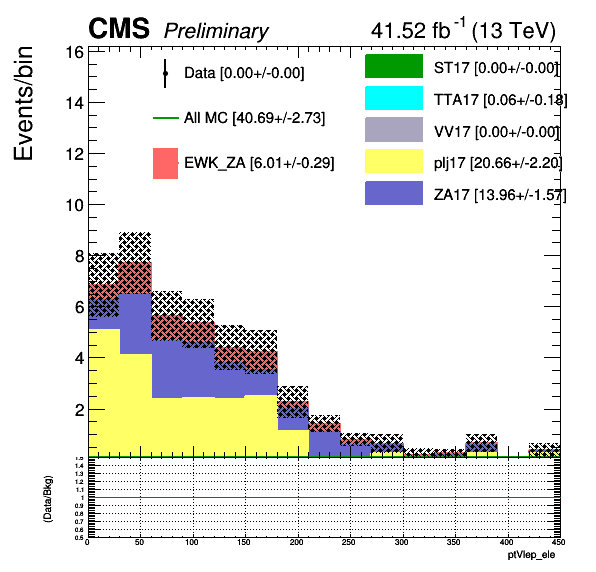 CMS Preliminary 41.52 fb⁻¹ (13 TeV)
Events/bin
16
14
12
10
8
6
4
2
Data [0.00+/-0.00]
All MC [40.69+/-2.73]
EWK_ZA [6.01+/-0.29]
ST17 [0.00+/-0.00]
TTA17 [0.06+/-0.18]
VV17 [0.00+/-0.00]
plj17 [20.66+/-2.20]
ZA17 [13.96+/-1.57]
(Data/Bkg)
1.5
1.4
1.3
1.2
1.1
1
0.9
0.8
0.7
0.6
0.5
0 50 100 150 200 250 300 350 400 450
ptVlep_ele